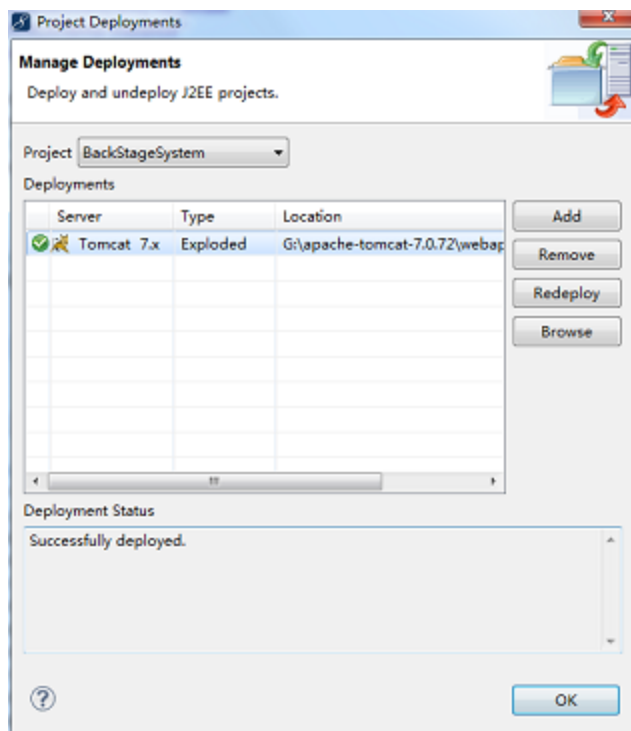 Project Deployments
Manage Deployments
Deploy and undeploy J2EE projects.
Project BackStageSystem
Deployments
Server Type Location Add
Tomcat 7.x Exploded G:\apache-tomcat-7.0.72\webap
Remove
Redeploy
Browse
Deployment Status
Successfully deployed.
OK